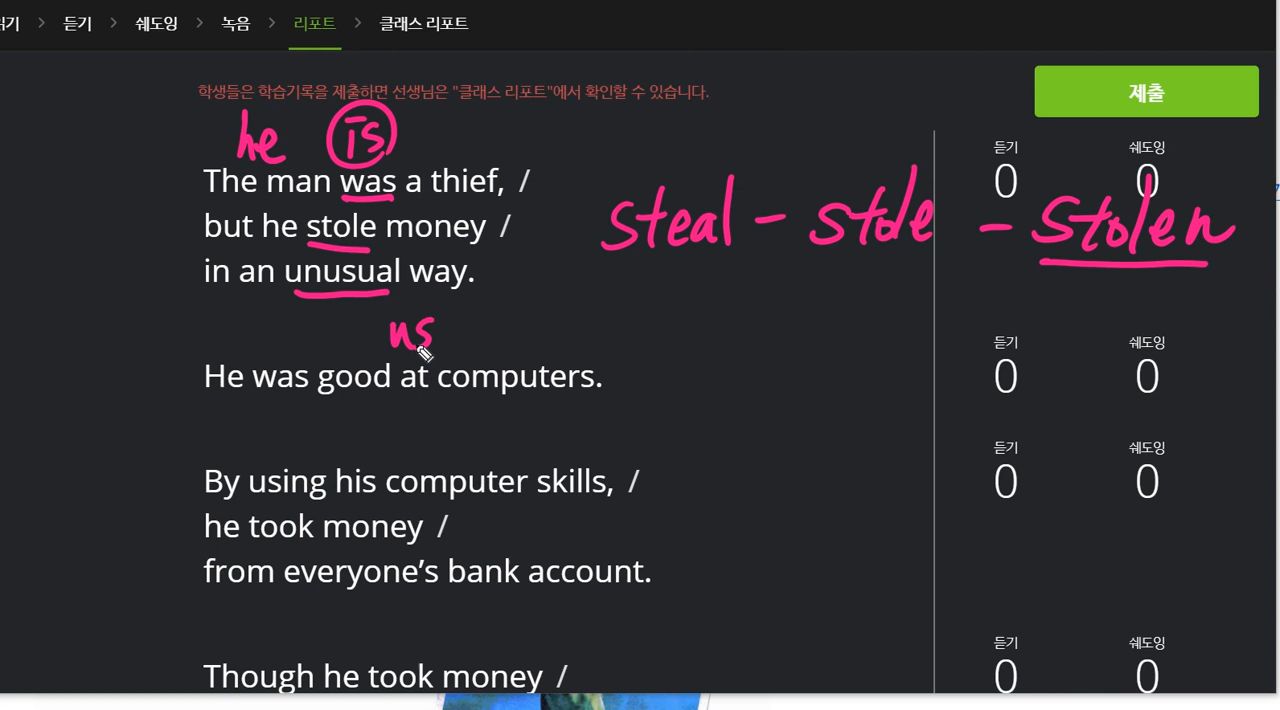 읽기 > 듣기 > 쉐도잉 > 녹음 > 리포트 > 클래스 리포트
학생들은 학습기록을 제출하면 선생님은 "클래스 리포트"에서 확인할 수 있습니다.
제출
he is
듣기 쉐도잉
0 0
The man was a thief, /
but he stole money /
steal - stole - stolen
in an unusual way.
us
듣기 쉐도잉
0 0
He was good at computers.
듣기 쉐도잉
0 0
By using his computer skills, /
he took money /
from everyone's bank account.
듣기 쉐도잉
0 0
Though he took money /